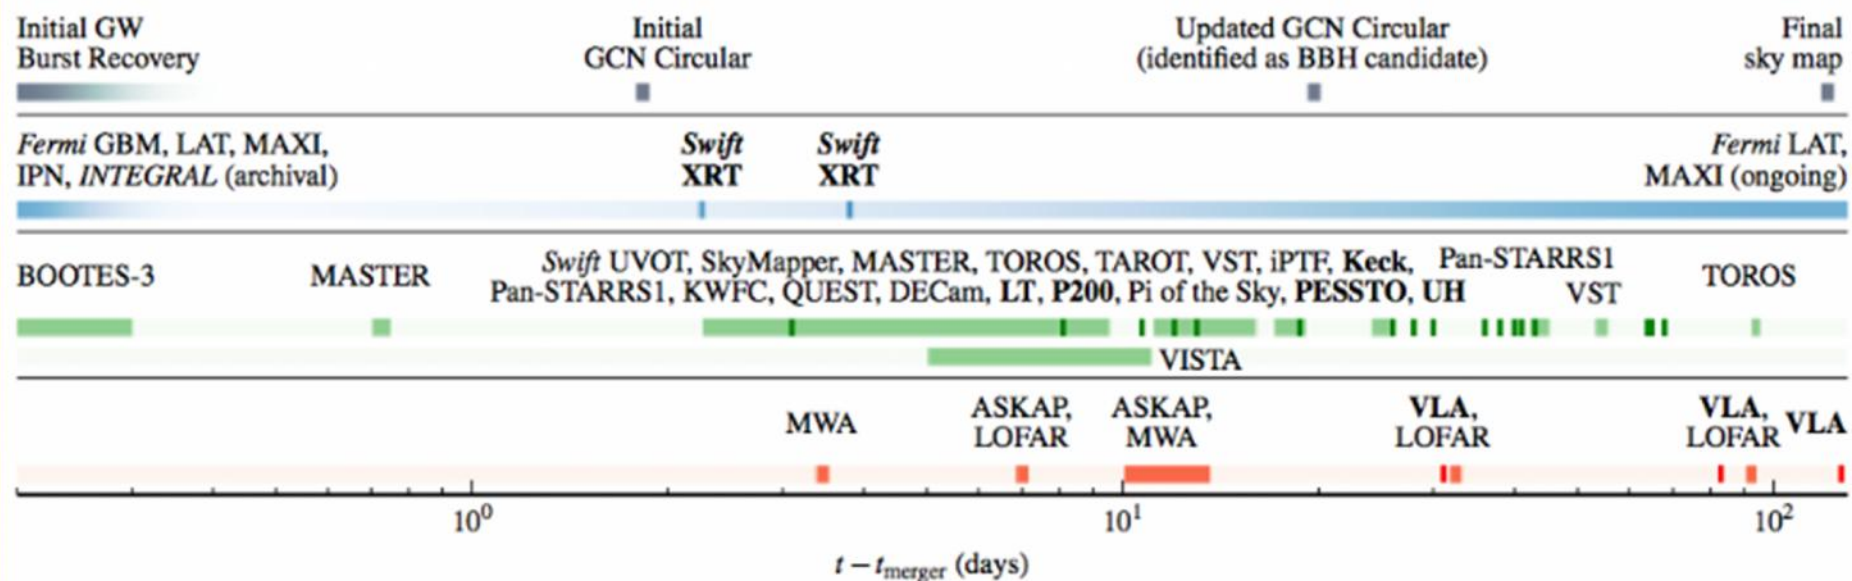 Initial GW
Burst Recovery
Initial
GCN Circular
Updated GCN Circular
(identified as BBH candidate)
Final
sky map
Fermi GBM, LAT, MAXI,
IPN, INTEGRAL (archival)
Swift
XRT
Swift
XRT
Fermi LAT,
MAXI (ongoing)
BOOTES-3
MASTER
Swift UVOT, SkyMapper, MASTER, TOROS, TAROT, VST, iPTF, Keck,
Pan-STARRS1, KWFC, QUEST, DECam, LT, P200, Pi of the Sky, PESSTO, UH
Pan-STARRS1
VST
TOROS
VISTA
MWA
ASKAP,
LOFAR
ASKAP,
MWA
VLA,
LOFAR
VLA,
LOFAR
VLA
10⁰
10¹
10²
t − tmerger (days)